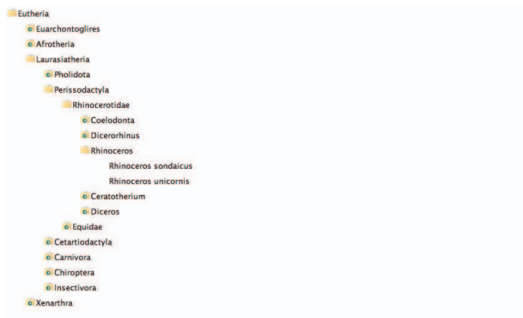 Eutheria
Euarchontoglires
Afrotheria
Laurasiatheria
Pholidota
Perissodactyla
Rhinocerotidae
Coelodonta
Dicerorhinus
Rhinoceros
Rhinoceros sondaicus
Rhinoceros unicornis
Ceratotherium
Diceros
Equidae
Cetartiodactyla
Carnivora
Chiroptera
Insectivora
Xenarthra